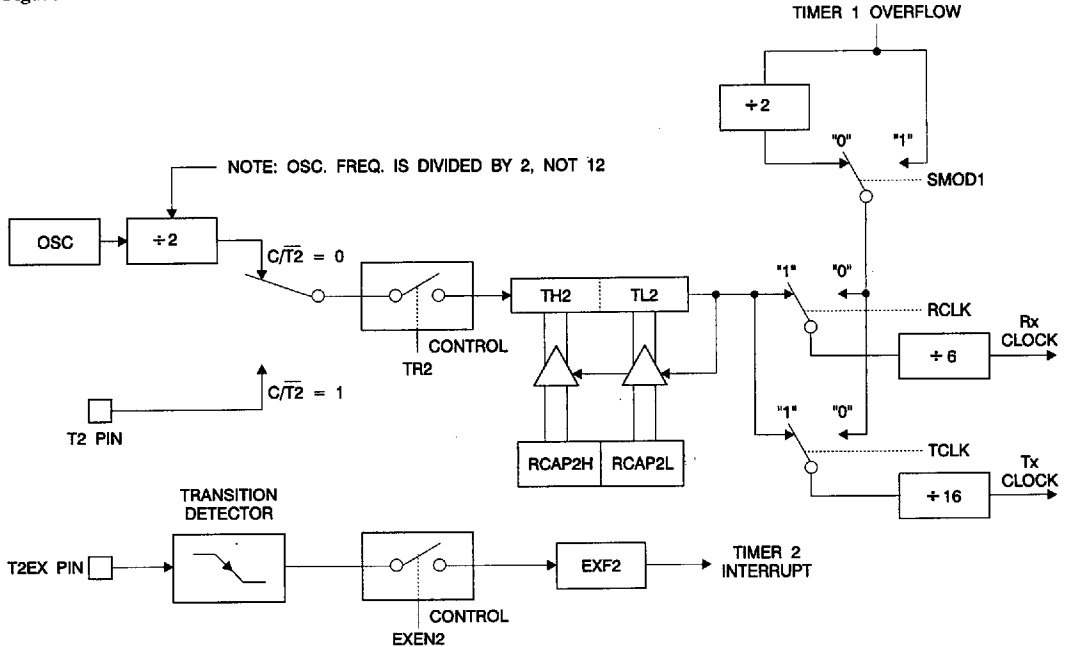 TIMER 1 OVERFLOW
÷2
"0" "1"
NOTE: OSC. FREQ. IS DIVIDED BY 2, NOT 12
SMOD1
OSC
÷2
C/T2 = 0
"1" "0"
TH2 TL2
RCLK
Rx
CLOCK
CONTROL
TR2
÷ 6
C/T2 = 1
"1" "0"
T2 PIN
TCLK
RCAP2H RCAP2L
Tx
CLOCK
TRANSITION
DETECTOR
÷16
T2EX PIN
EXF2
TIMER 2
INTERRUPT
CONTROL
EXEN2